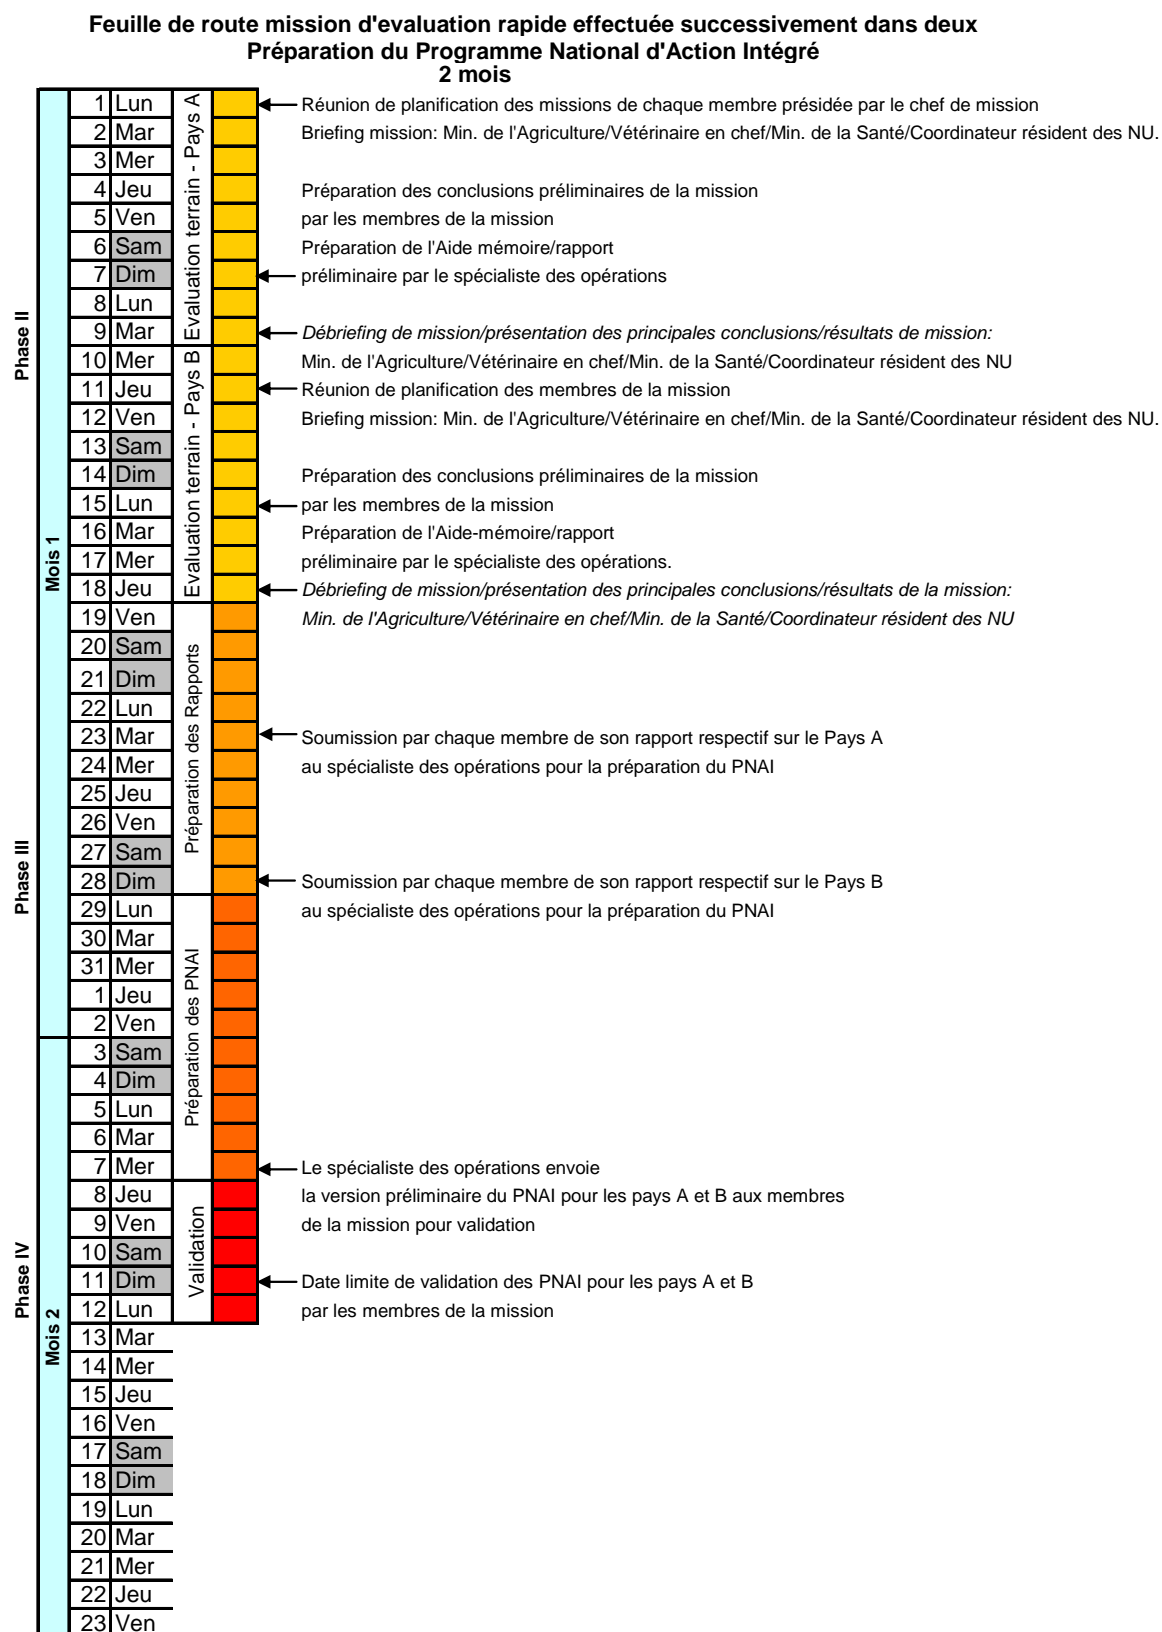 Feuille de route mission d'evaluation rapide effectuée successivement dans deux
Préparation du Programme National d'Action Intégré
2 mois
Phase II
Phase III
Phase IV
Mois 1
Mois 2
Evaluation terrain - Pays A
Evaluation terrain - Pays B
Préparation des Rapports
Préparation des PNAI
Validation
1 Lun Réunion de planification des missions de chaque membre présidée par le chef de mission
2 Mar Briefing mission: Min. de l'Agriculture/Vétérinaire en chef/Min. de la Santé/Coordinateur résident des NU.
3 Mer
4 Jeu Préparation des conclusions préliminaires de la mission
5 Ven par les membres de la mission
6 Sam Préparation de l'Aide mémoire/rapport
7 Dim préliminaire par le spécialiste des opérations
8 Lun
9 Mar Débriefing de mission/présentation des principales conclusions/résultats de mission:
10 Mer Min. de l'Agriculture/Vétérinaire en chef/Min. de la Santé/Coordinateur résident des NU
11 Jeu Réunion de planification des membres de la mission
12 Ven Briefing mission: Min. de l'Agriculture/Vétérinaire en chef/Min. de la Santé/Coordinateur résident des NU.
13 Sam
14 Dim Préparation des conclusions préliminaires de la mission
15 Lun par les membres de la mission
16 Mar Préparation de l'Aide-mémoire/rapport
17 Mer préliminaire par le spécialiste des opérations.
18 Jeu Débriefing de mission/présentation des principales conclusions/résultats de la mission:
19 Ven Min. de l'Agriculture/Vétérinaire en chef/Min. de la Santé/Coordinateur résident des NU
20 Sam
21 Dim
22 Lun
23 Mar Soumission par chaque membre de son rapport respectif sur le Pays A
24 Mer au spécialiste des opérations pour la préparation du PNAI
25 Jeu
26 Ven
27 Sam
28 Dim Soumission par chaque membre de son rapport respectif sur le Pays B
29 Lun au spécialiste des opérations pour la préparation du PNAI
30 Mar
31 Mer
1 Jeu
2 Ven
3 Sam
4 Dim
5 Lun
6 Mar
7 Mer Le spécialiste des opérations envoie
8 Jeu la version préliminaire du PNAI pour les pays A et B aux membres
9 Ven de la mission pour validation
10 Sam
11 Dim Date limite de validation des PNAI pour les pays A et B
12 Lun par les membres de la mission
13 Mar
14 Mer
15 Jeu
16 Ven
17 Sam
18 Dim
19 Lun
20 Mar
21 Mer
22 Jeu
23 Ven